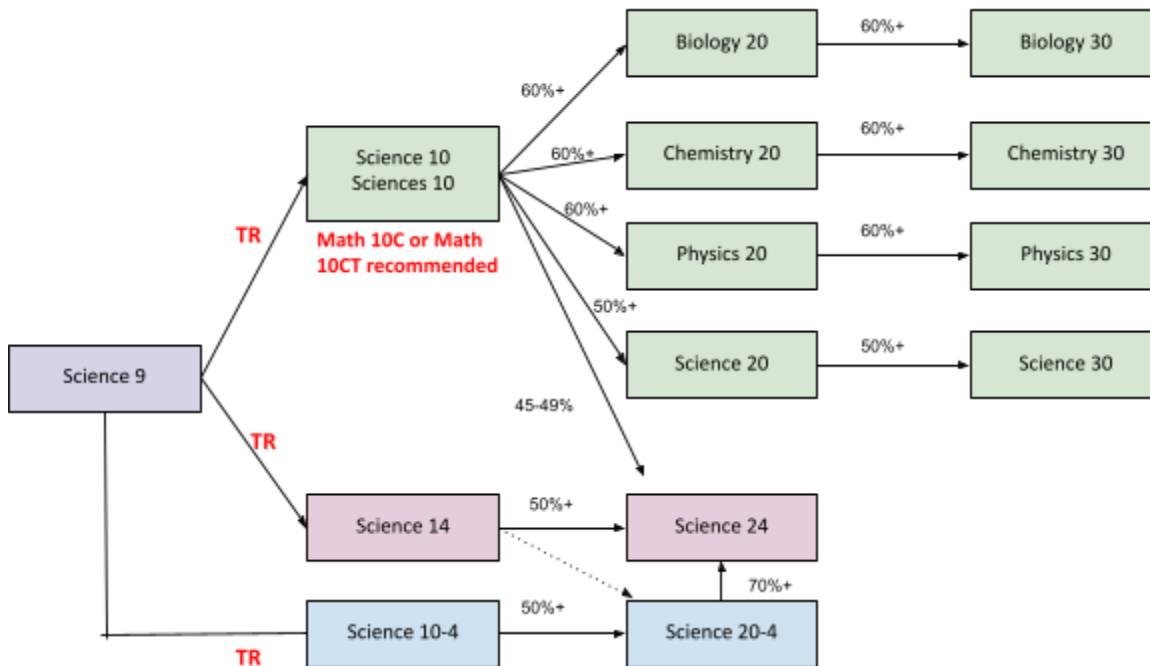 Biology 20
60%+
Biology 30
60%+
Science 10
Sciences 10
60%+
Chemistry 20
60%+
Chemistry 30
TR
Math 10C or Math
10CT recommended
60%+
Physics 20
60%+
Physics 30
50%+
Science 20
50%+
Science 30
Science 9
45-49%
TR
Science 14
50%+
Science 24
70%+
TR
Science 10-4
50%+
Science 20-4